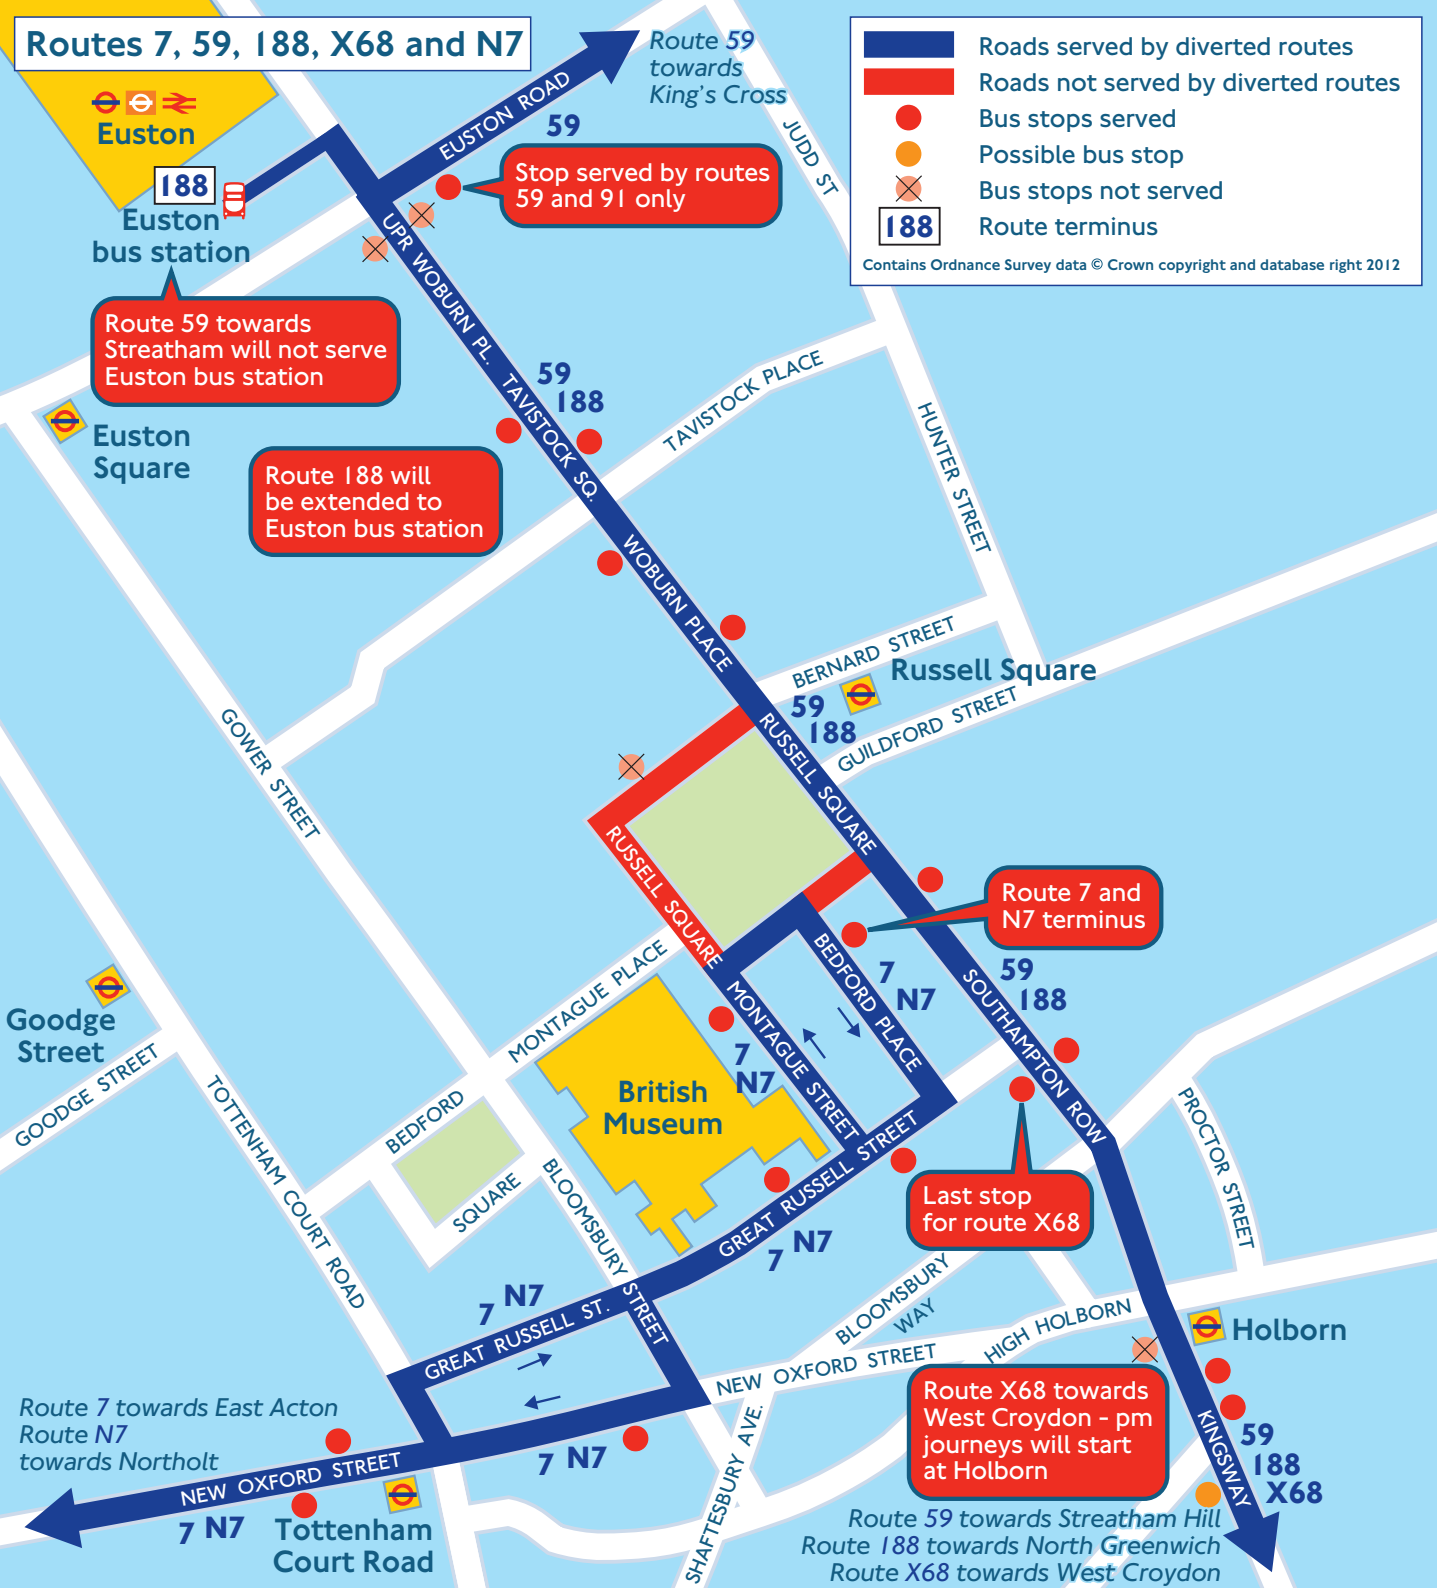 Routes 7, 59, 188, X68 and N7
Route 59
towards
King's Cross
Roads served by diverted routes
Roads not served by diverted routes
Bus stops served
Possible bus stop
Bus stops not served
188
Route terminus
Contains Ordnance Survey data © Crown copyright and database right 2012
Euston
188
Euston
bus station
EUSTON ROAD
59
JUDD ST
Stop served by routes
59 and 91 only
UPR WOBURN PL.
Route 59 towards
Streatham will not serve
Euston bus station
Euston
Square
59
188
TAVISTOCK SQ.
TAVISTOCK PLACE
HUNTER STREET
Route 188 will
be extended to
Euston bus station
WOBURN PLACE
BERNARD STREET
Russell Square
59
188
GUILDFORD STREET
GOWER STREET
RUSSELL SQUARE
RUSSELL SQUARE
Route 7 and
N7 terminus
MONTAGUE PLACE
BEDFORD PLACE
7
N7
59
188
SOUTHAMPTON ROW
MONTAGUE STREET
7
N7
Goodge
Street
GOODGE STREET
British
Museum
BEDFORD
SQUARE
TOTTENHAM COURT ROAD
BLOOMSBURY STREET
GREAT RUSSELL STREET
7 N7
PROCTOR STREET
Last stop
for route X68
BLOOMSBURY
WAY
7 N7
GREAT RUSSELL ST.
HIGH HOLBORN
Holborn
NEW OXFORD STREET
Route X68 towards
West Croydon - pm
journeys will start
at Holborn
Route 7 towards East Acton
Route N7
towards Northolt
NEW OXFORD STREET
7 N7
7 N7
SHAFTESBURY AVE.
KINGSWAY
59
188
X68
Tottenham
Court Road
Route 59 towards Streatham Hill
Route 188 towards North Greenwich
Route X68 towards West Croydon